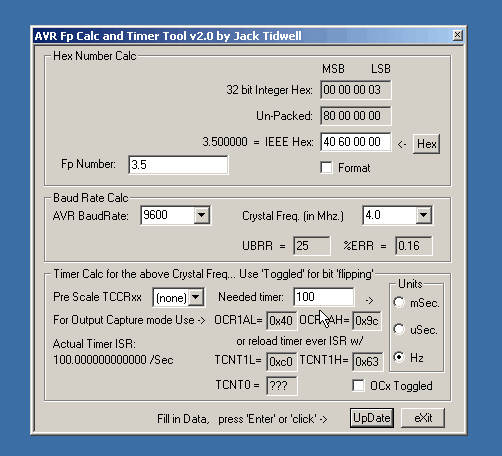 AVR Fp Calc and Timer Tool v2.0 by Jack Tidwell
Hex Number Calc
MSB LSB
32 bit Integer Hex: 00 00 00 03
Un-Packed: 80 00 00 00
3.500000 = IEEE Hex: 40 60 00 00 <- Hex
Fp Number: 3.5 Format
Baud Rate Calc
AVR BaudRate: 9600 Crystal Freq. (in Mhz.) 4.0
UBRR = 25 %ERR = 0.16
Timer Calc for the above Crystal Freq... Use 'Toggled' for bit 'flipping'
Units
Pre Scale TCCRxx (none) Needed timer: 100 -> mSec.
For Output Capture mode Use -> OCR1AL= 0x40 OCR1AH= 0x9c
uSec.
Actual Timer ISR: or reload timer ever ISR w/
100.000000000000 /Sec TCNT1L= 0xc0 TCNT1H= 0x63 Hz
TCNT0 = ??? OCx Toggled
Fill in Data, press 'Enter' or 'click' -> UpDate eXit